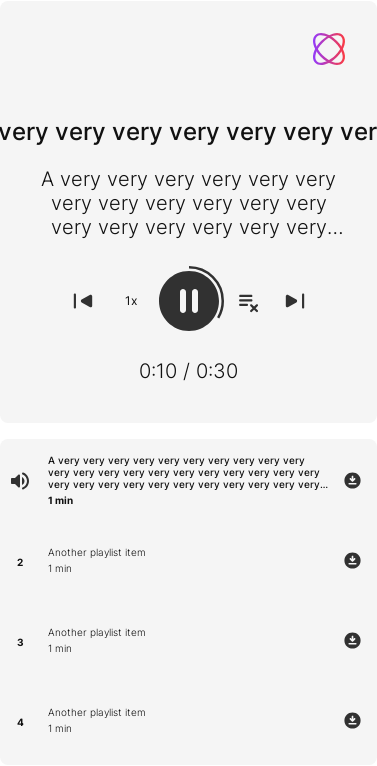 very very very very very very ver
A very very very very very very
very very very very very very
very very very very very very...
1x
0:10 / 0:30
A very very very very very very very very very very
very very very very very very very very very very very
very very very very very very very very very very very...
1 min
2
Another playlist item
1 min
3
Another playlist item
1 min
4
Another playlist item
1 min